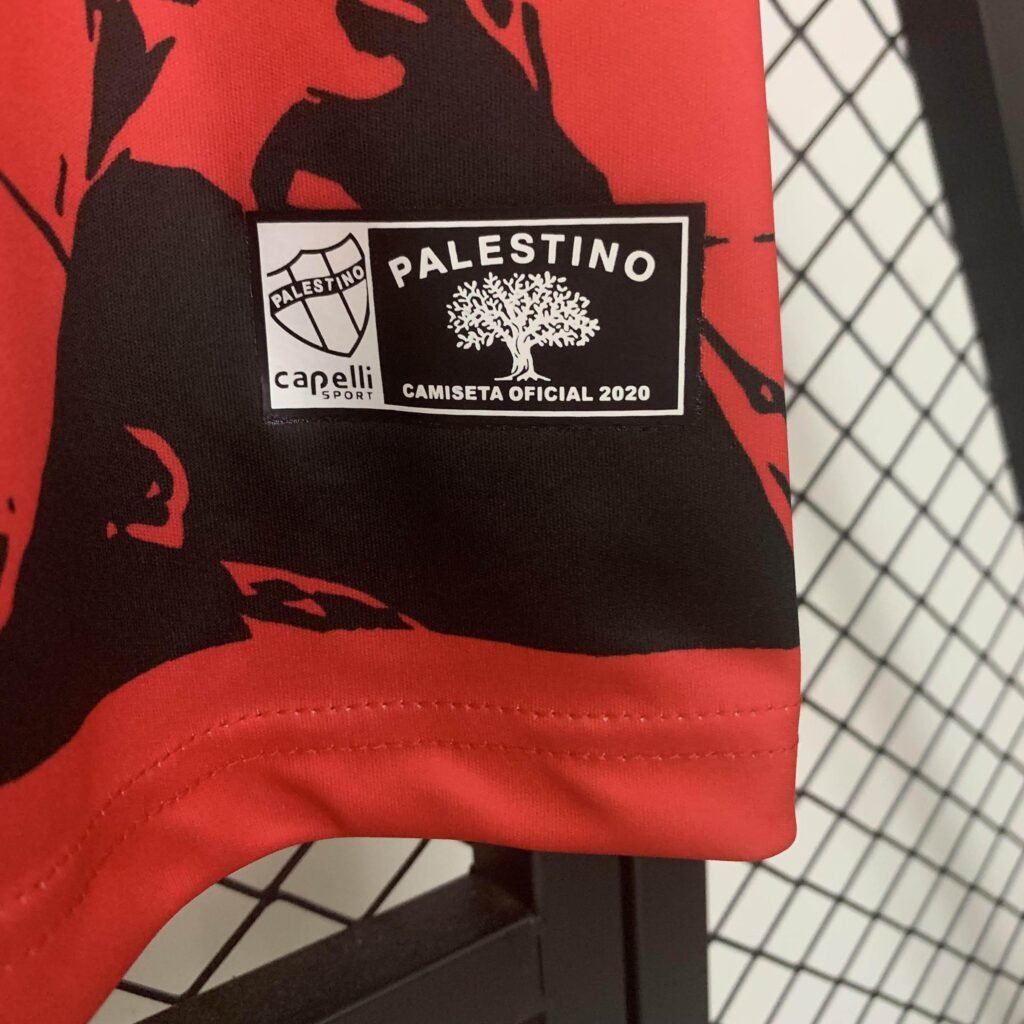 PALESTINO
capelli
SPORT
PALESTINO
CAMISETA OFICIAL 2020